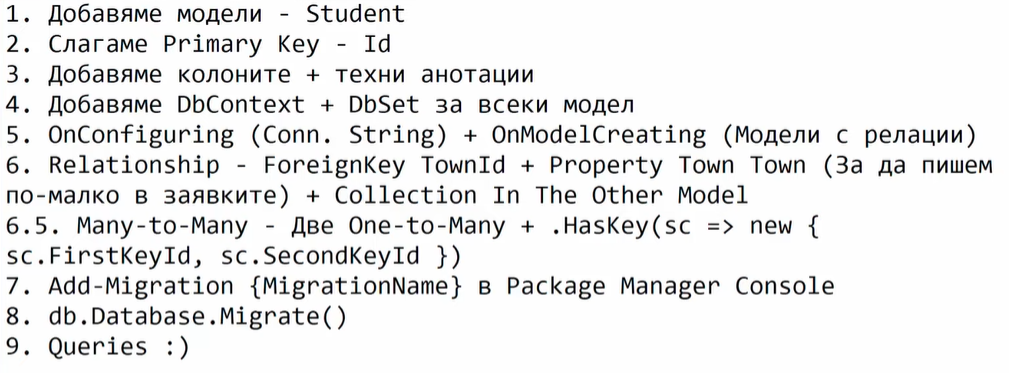 1. Добавяме модели - Student
2. Слагаме Primary Key - Id
3. Добавяме колоните + техни анотации
4. Добавяме DbContext + DbSet за всеки модел
5. OnConfiguring (Conn. String) + OnModelCreating (Модели с релации)
6. Relationship - ForeignKey TownId + Property Town Town (За да пишем
по-малко в заявките) + Collection In The Other Model
6.5. Many-to-Many - Две One-to-Many + .HasKey(sc => new {
sc.FirstKeyId, sc.SecondKeyId })
7. Add-Migration {MigrationName} в Package Manager Console
8. db.Database.Migrate()
9. Queries :)